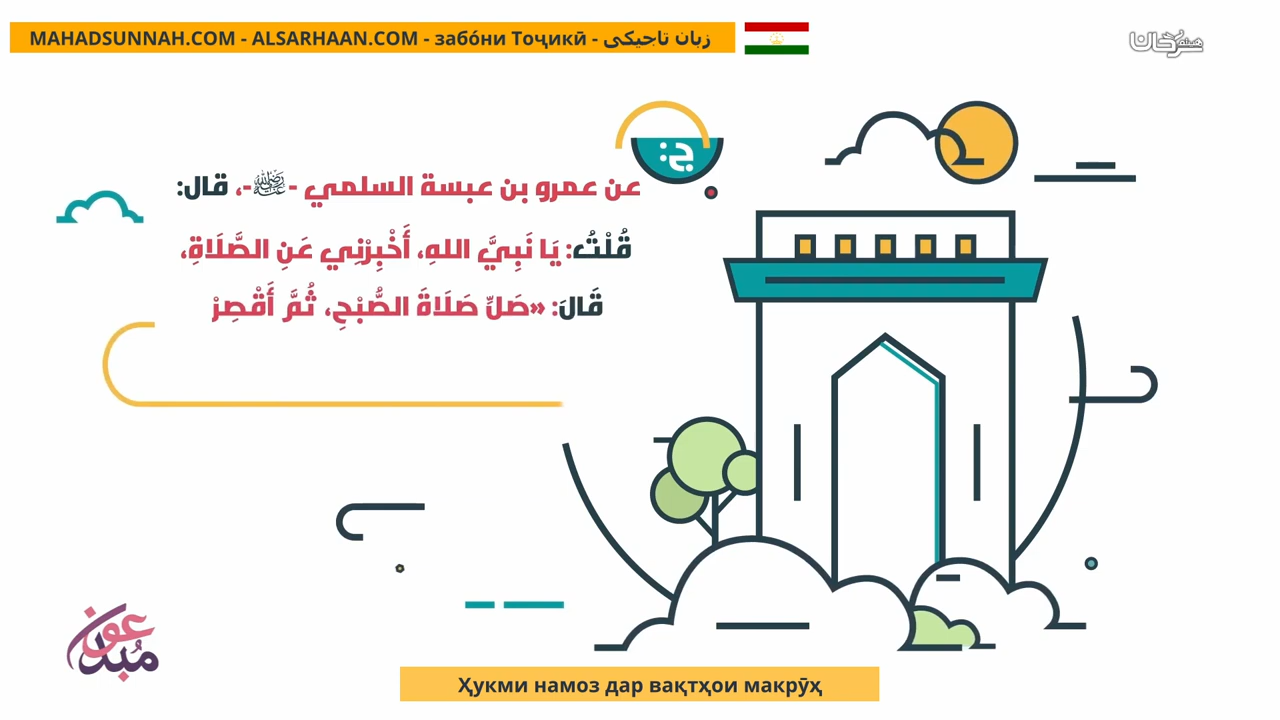 MAHADSUNNAH.COM - ALSARHAAN.COM - забо́ни Тоҷикӣ - زبان تاجیکی
ج:
عن عمرو بن عبسة السلمي -رضي الله عنه-، قال:
قُلْتُ: يَا نَبِيَّ اللهِ، أَخْبِرْنِي عَنِ الصَّلَاةِ،
قَالَ: «صَلِّ صَلَاةَ الصُّبْحِ، ثُمَّ أَقْصِرْ
مبدعون
Ҳукми намоз дар вақтҳои макрӯҳ